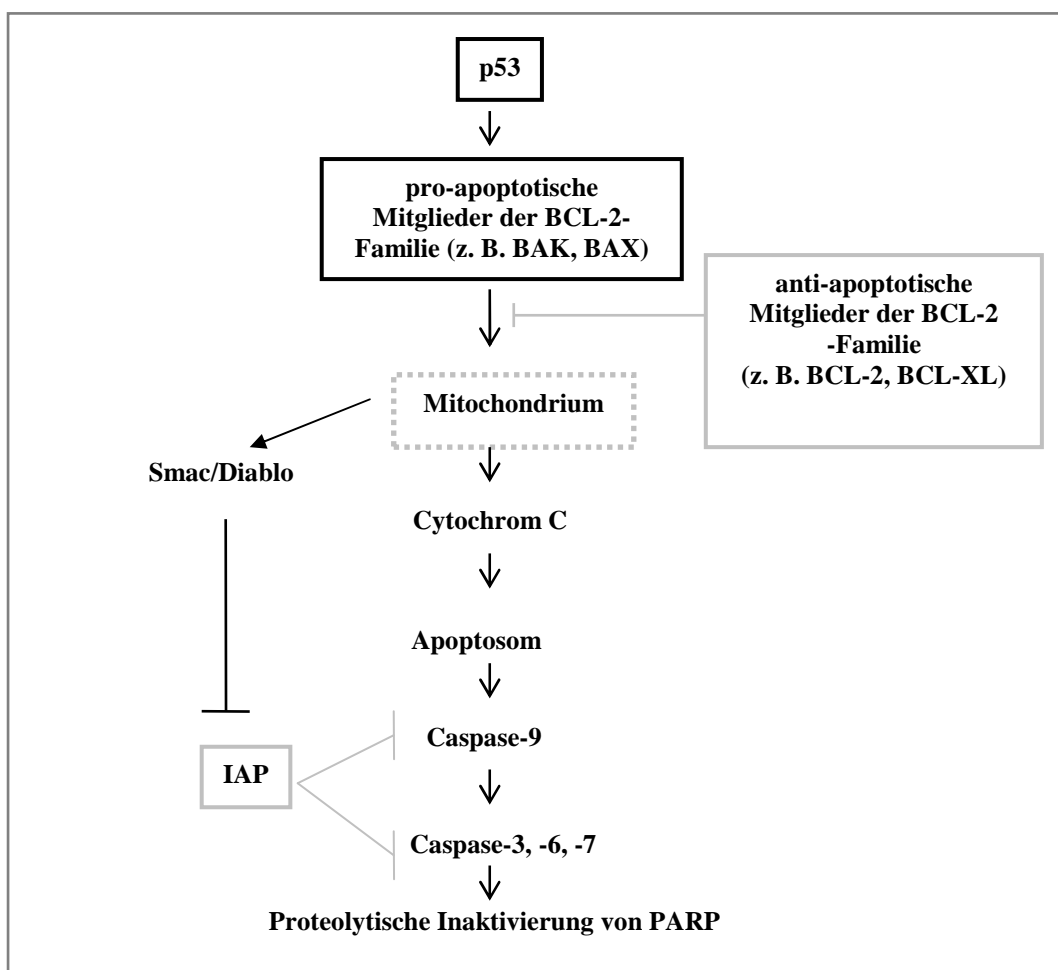 p53
pro-apoptotische
Mitglieder der BCL-2-
Familie (z. B. BAK, BAX)
anti-apoptotische
Mitglieder der BCL-2
-Familie
(z. B. BCL-2, BCL-XL)
Mitochondrium
Smac/Diablo
Cytochrom C
Apoptosom
Caspase-9
IAP
Caspase-3, -6, -7
Proteolytische Inaktivierung von PARP